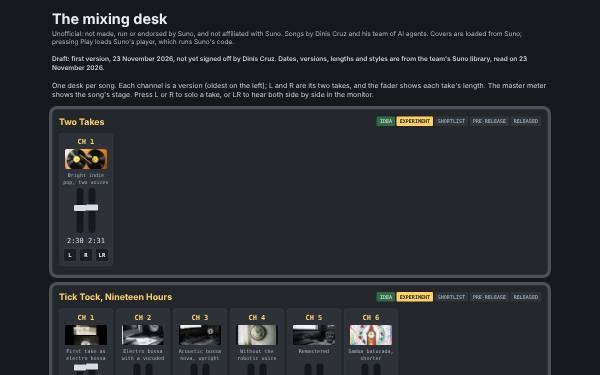 The mixing desk
Unofficial: not made, run or endorsed by Suno, and not affiliated with Suno. Songs by Dinis Cruz and his team of AI agents. Covers are loaded from Suno;
pressing Play loads Suno's player, which runs Suno's code.
Draft: first version, 23 November 2026, not yet signed off by Dinis Cruz. Dates, versions, lengths and styles are from the team's Suno library, read on 23
November 2026.
One desk per song. Each channel is a version (oldest on the left); L and R are its two takes, and the fader shows each take's length. The master meter
shows the song's stage. Press L or R to solo a take, or LR to hear both side by side in the monitor.
Two Takes
IDEA EXPERIMENT SHORTLIST PRE-RELEASE RELEASED
CH 1
Bright indie
pop, two voices
2:30 2:31
L R LR
Tick Tock, Nineteen Hours
IDEA EXPERIMENT SHORTLIST PRE-RELEASE RELEASED
CH 1 CH 2 CH 3 CH 4 CH 5 CH 6
First take as
electro bossa
Electro bossa
with a vocoded
Acoustic bossa
nova, upright
Without the
robotic voice
Remastered
Samba batucada,
shorter